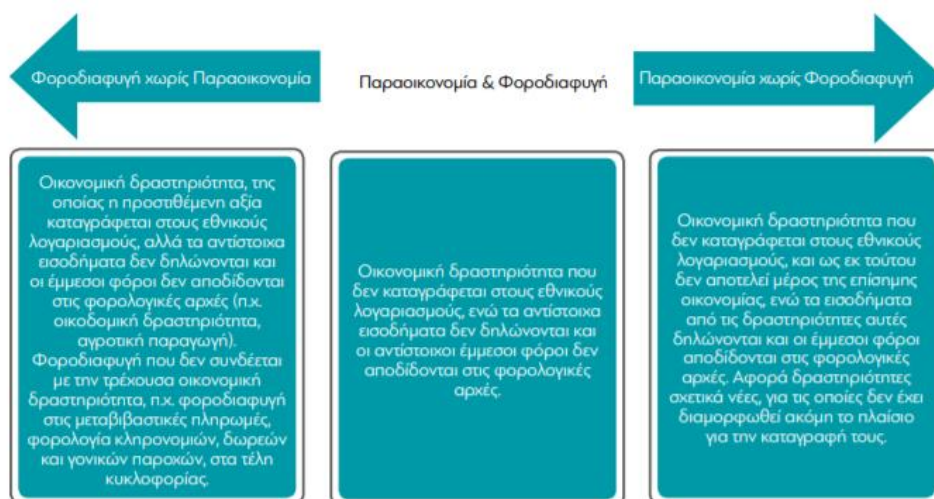 Φοροδιαφυγή χωρίς Παραοικονομία
Παραοικονομία & Φοροδιαφυγή
Παραοικονομία χωρίς Φοροδιαφυγή
Οικονομική δραστηριότητα, της
οποίας η προστιθέμενη αξία
καταγράφεται στους εθνικούς
λογαριασμούς, αλλά τα αντίστοιχα
εισοδήματα δεν δηλώνονται και
οι έμμεσοι φόροι δεν αποδίδονται
στις φορολογικές αρχές (π.χ.
οικοδομική δραστηριότητα,
αγροτική παραγωγή).
Φοροδιαφυγή που δεν συνδέεται
με την τρέχουσα οικονομική
δραστηριότητα, π.χ. φοροδιαφυγή
στις μεταβιβαστικές πληρωμές,
φορολογία κληρονομιών, δωρεών
και γονικών παροχών, στα τέλη
κυκλοφορίας.
Οικονομική δραστηριότητα που
δεν καταγράφεται στους εθνικούς
λογαριασμούς, ενώ τα αντίστοιχα
εισοδήματα δεν δηλώνονται και
οι αντίστοιχοι έμμεσοι φόροι δεν
αποδίδονται στις φορολογικές
αρχές.
Οικονομική δραστηριότητα που
δεν καταγράφεται στους εθνικούς
λογαριασμούς, και ως εκ τούτου
δεν αποτελεί μέρος της επίσημης
οικονομίας, ενώ τα εισοδήματα
από τις δραστηριότητες αυτές
δηλώνονται και οι έμμεσοι φόροι
αποδίδονται στις φορολογικές
αρχές. Αφορά δραστηριότητες
σχετικά νέες, για τις οποίες δεν έχει
διαμορφωθεί ακόμη το πλαίσιο
για την καταγραφή τους.